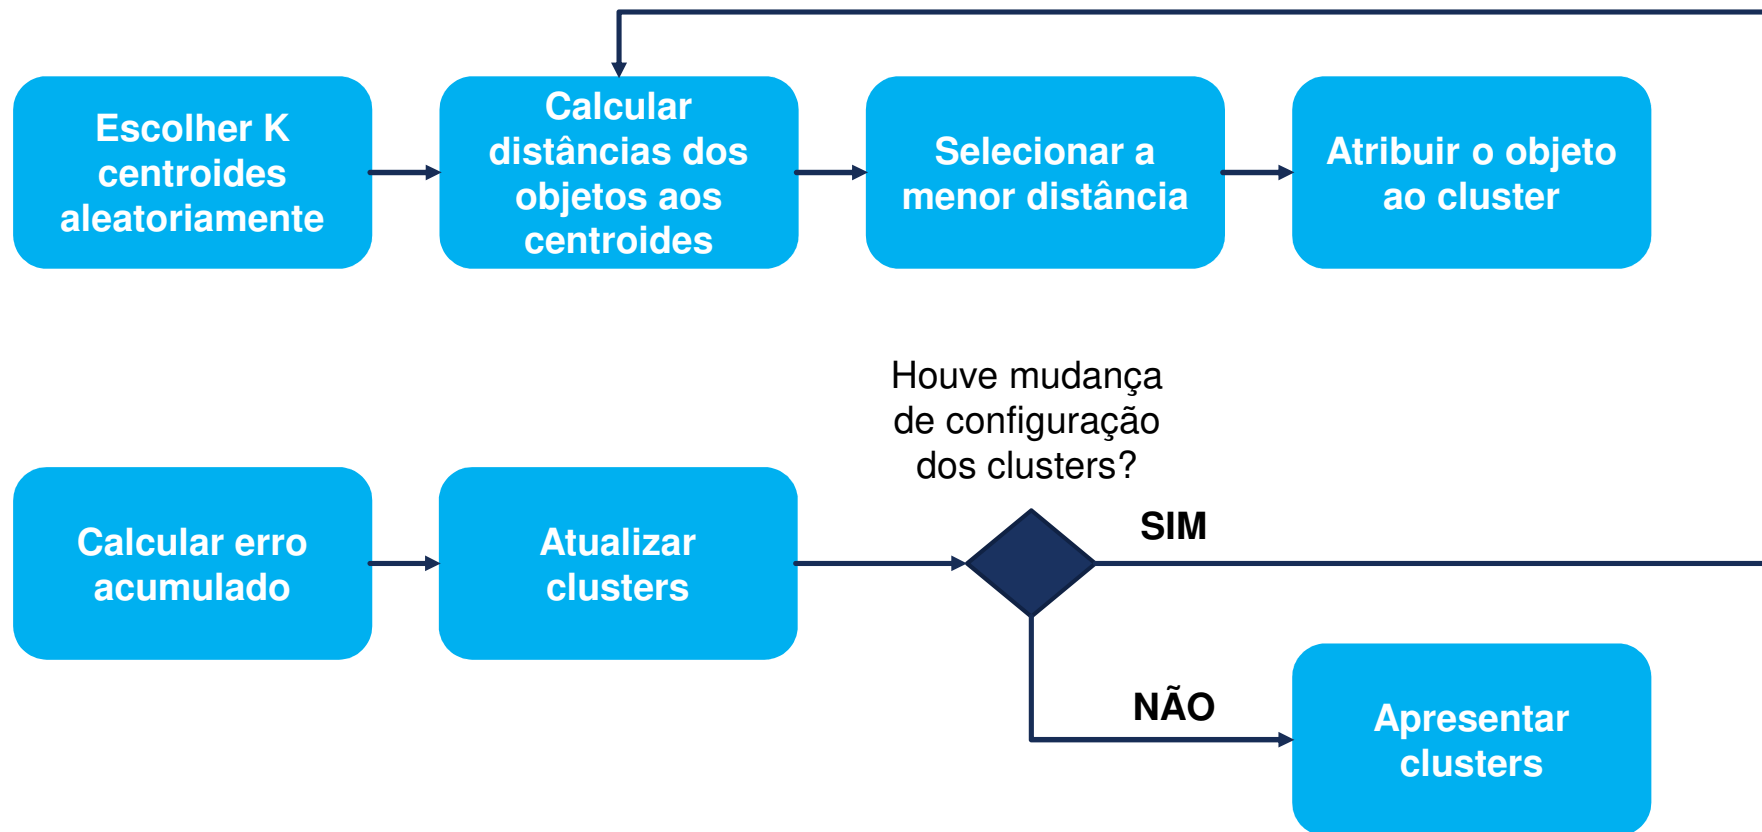 Escolher K
centroides
aleatoriamente
Calcular
distâncias dos
objetos aos
centroides
Selecionar a
menor distância
Atribuir o objeto
ao cluster
Houve mudança
de configuração
dos clusters?
Calcular erro
acumulado
Atualizar
clusters
SIM
NÃO
Apresentar
clusters